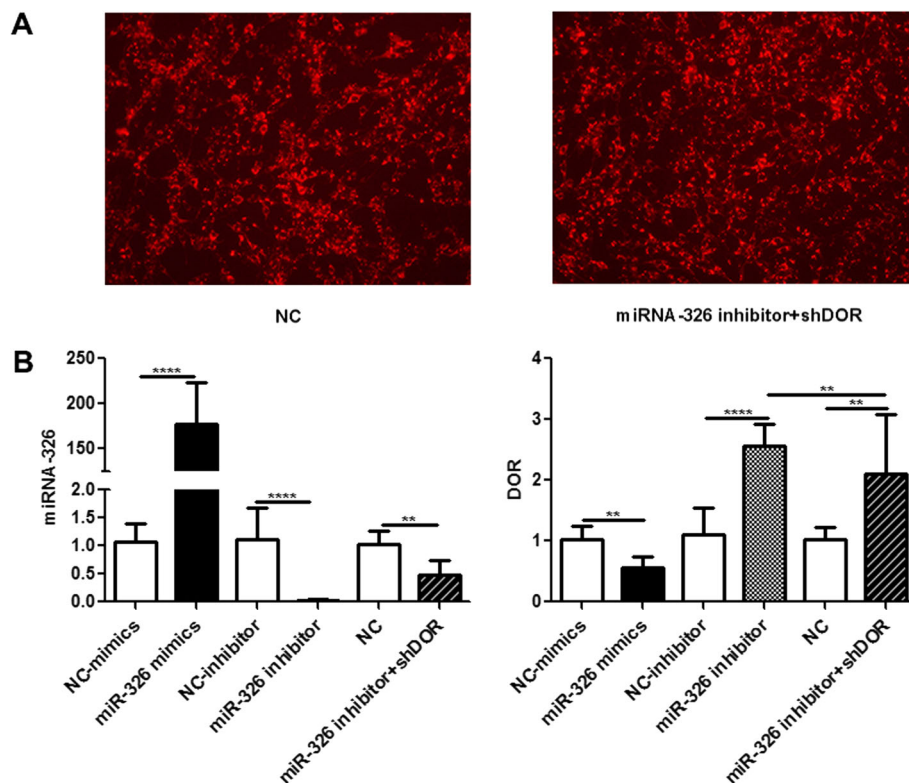 A
NC
miRNA-326 inhibitor+shDOR
B
miRNA-326
250
200
150
2.0
1.5
1.0
0.5
0.0
****
****
**
NC-mimics
miR-326 mimics
NC-inhibitor
miR-326 inhibitor
NC
miR-326 inhibitor+shDOR
DOR
4
3
2
1
0
**
****
**
**
NC-mimics
miR-326 mimics
NC-inhibitor
miR-326 inhibitor
NC
miR-326 inhibitor+shDOR